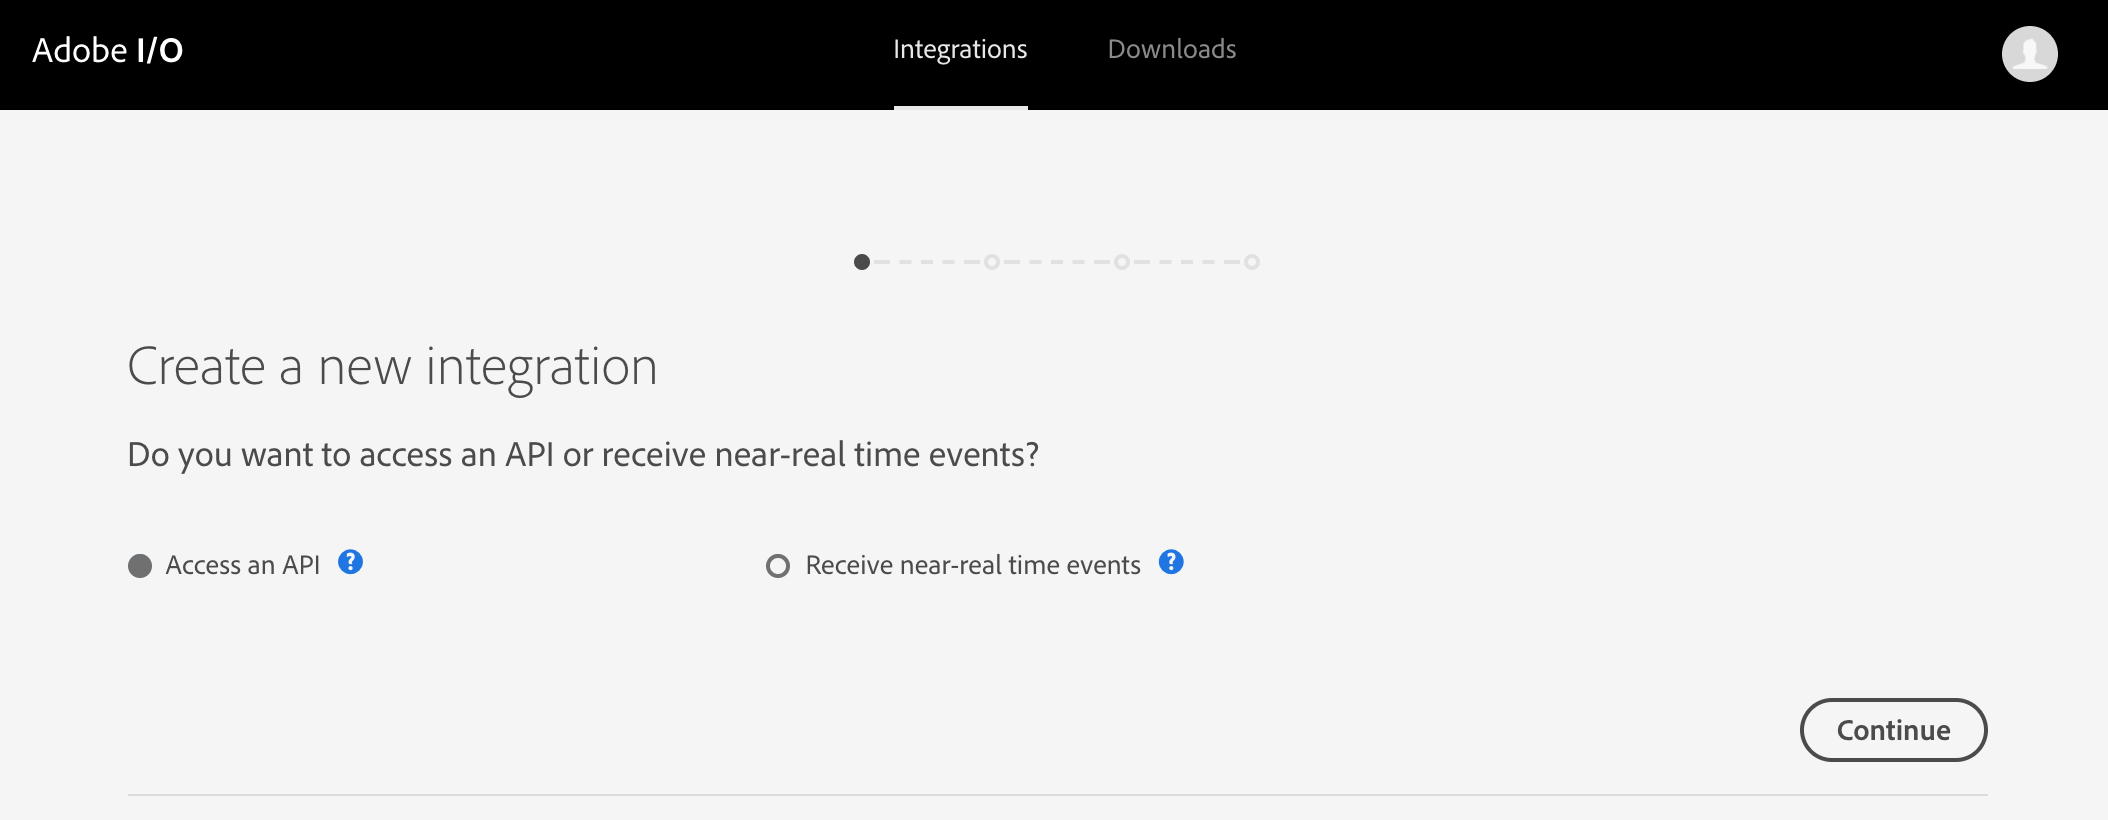 Adobe I/O
Integrations
Downloads
Create a new integration
Do you want to access an API or receive near-real time events?
Access an API ?
Receive near-real time events ?
Continue